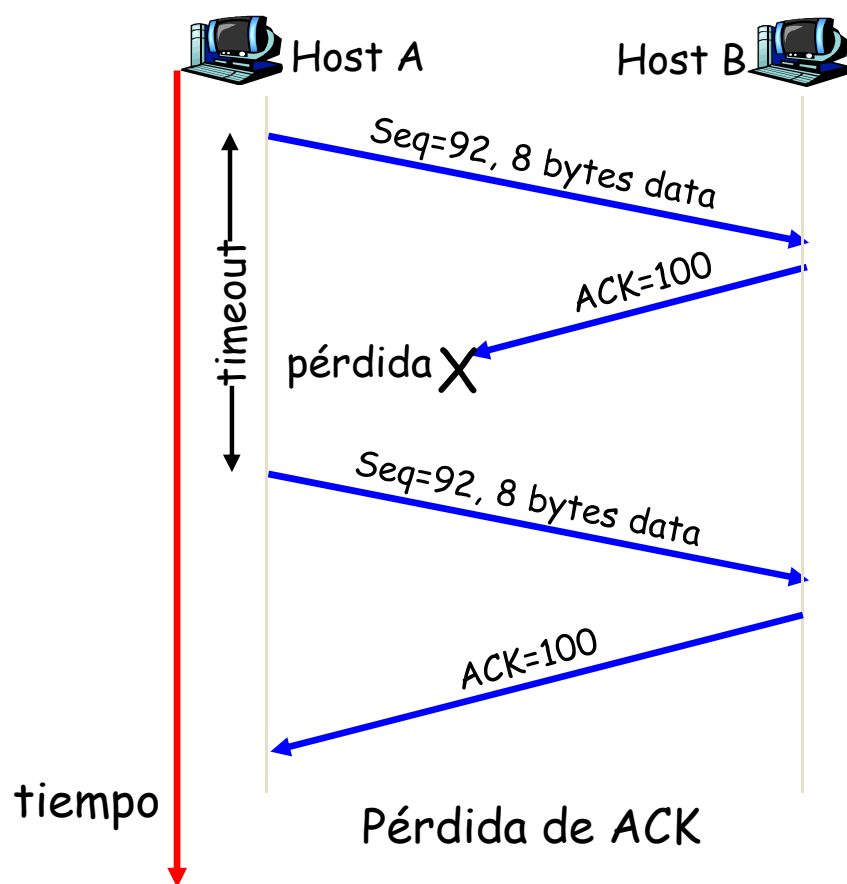 Host A
Host B
Seq=92, 8 bytes data
timeout
ACK=100
pérdida X
Seq=92, 8 bytes data
ACK=100
tiempo
Pérdida de ACK